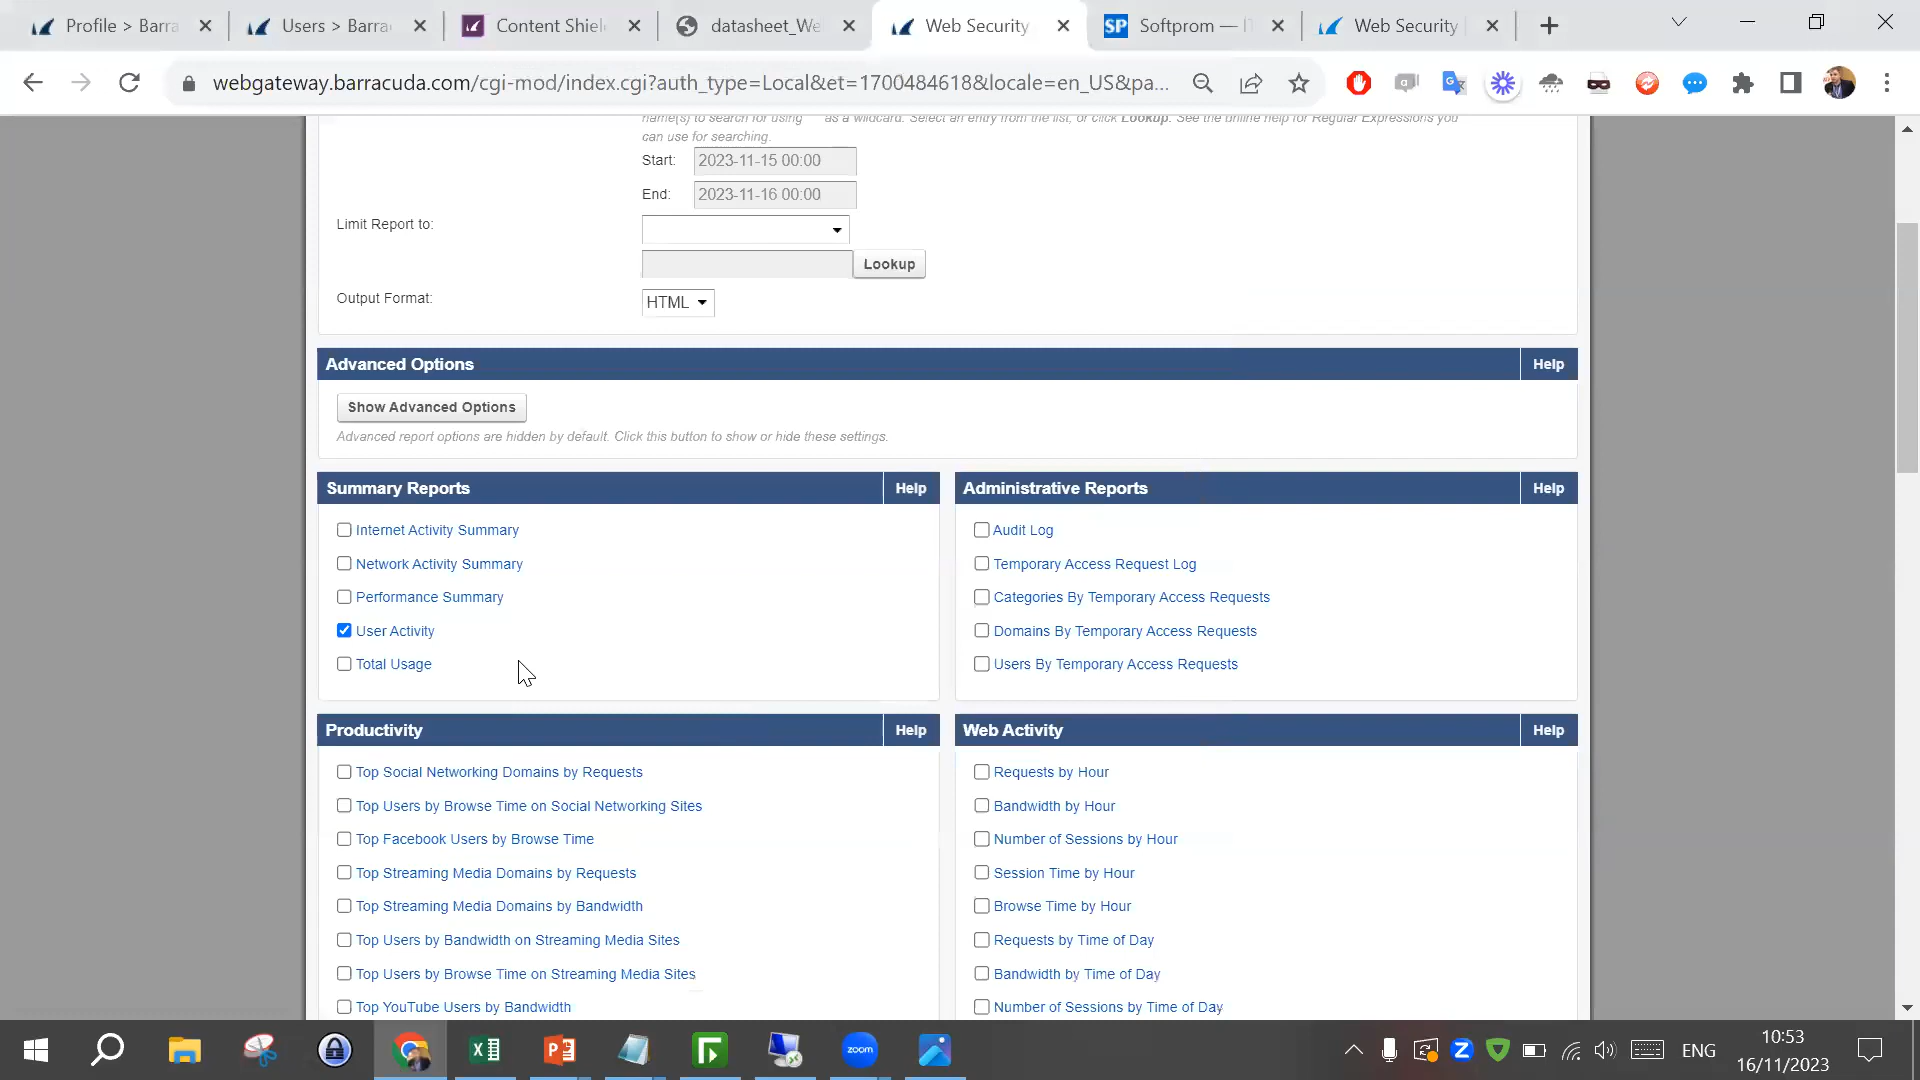 Profile > Barra
Users > Barra
Content Shiel
datasheet_We
Web Security
Softprom — I
Web Security
webgateway.barracuda.com/cgi-mod/index.cgi?auth_type=Local&et=1700484618&locale=en_US&pa...
name(s) to search for using as a wildcard. Select an entry from the list, or click Lookup. See the online help for Regular Expressions you
can use for searching.
Start: 2023-11-15 00:00
End: 2023-11-16 00:00
Limit Report to:
Lookup
Output Format: HTML
Advanced Options Help
Show Advanced Options
Advanced report options are hidden by default. Click this button to show or hide these settings.
Summary Reports Help
Internet Activity Summary
Network Activity Summary
Performance Summary
User Activity
Total Usage
Administrative Reports Help
Audit Log
Temporary Access Request Log
Categories By Temporary Access Requests
Domains By Temporary Access Requests
Users By Temporary Access Requests
Productivity Help
Top Social Networking Domains by Requests
Top Users by Browse Time on Social Networking Sites
Top Facebook Users by Browse Time
Top Streaming Media Domains by Requests
Top Streaming Media Domains by Bandwidth
Top Users by Bandwidth on Streaming Media Sites
Top Users by Browse Time on Streaming Media Sites
Top YouTube Users by Bandwidth
Web Activity Help
Requests by Hour
Bandwidth by Hour
Number of Sessions by Hour
Session Time by Hour
Browse Time by Hour
Requests by Time of Day
Bandwidth by Time of Day
Number of Sessions by Time of Day
zoom
ENG
10:53
16/11/2023